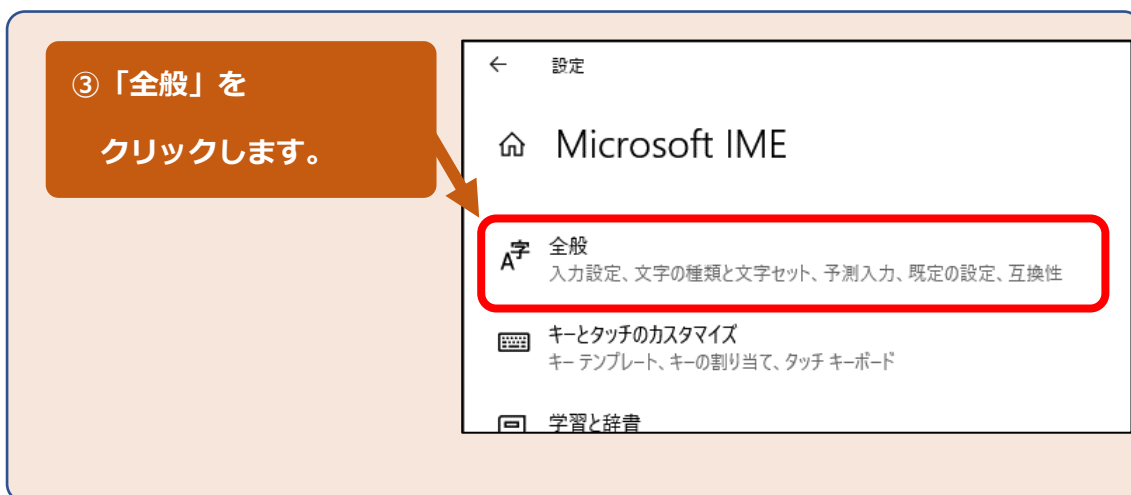 ③「全般」を
クリックします。
← 設定
Microsoft IME
全般
入力設定、文字の種類と文字セット、予測入力、既定の設定、互換性
キーとタッチのカスタマイズ
キー テンプレート、キーの割り当て、タッチ キーボード
学習と辞書